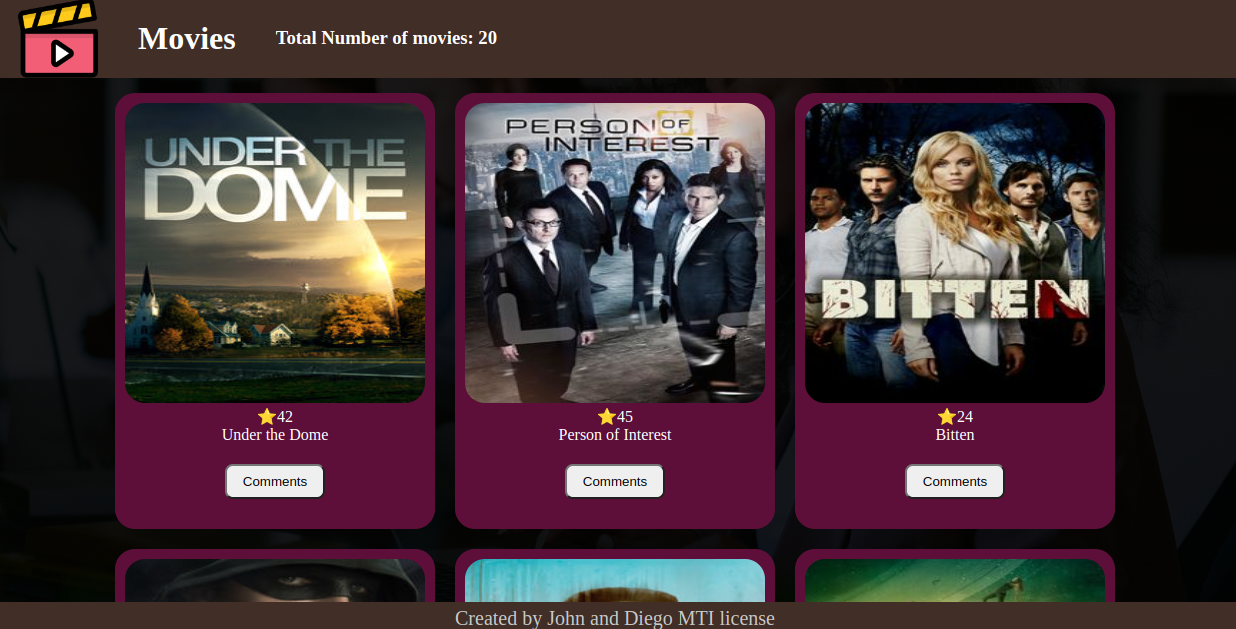 Movies
Total Number of movies: 20
UNDER THE
DOME
PERSON OF
INTEREST
BITTEN
⭐42
Under the Dome
⭐45
Person of Interest
⭐24
Bitten
Comments
Comments
Comments
Created by John and Diego MTI license